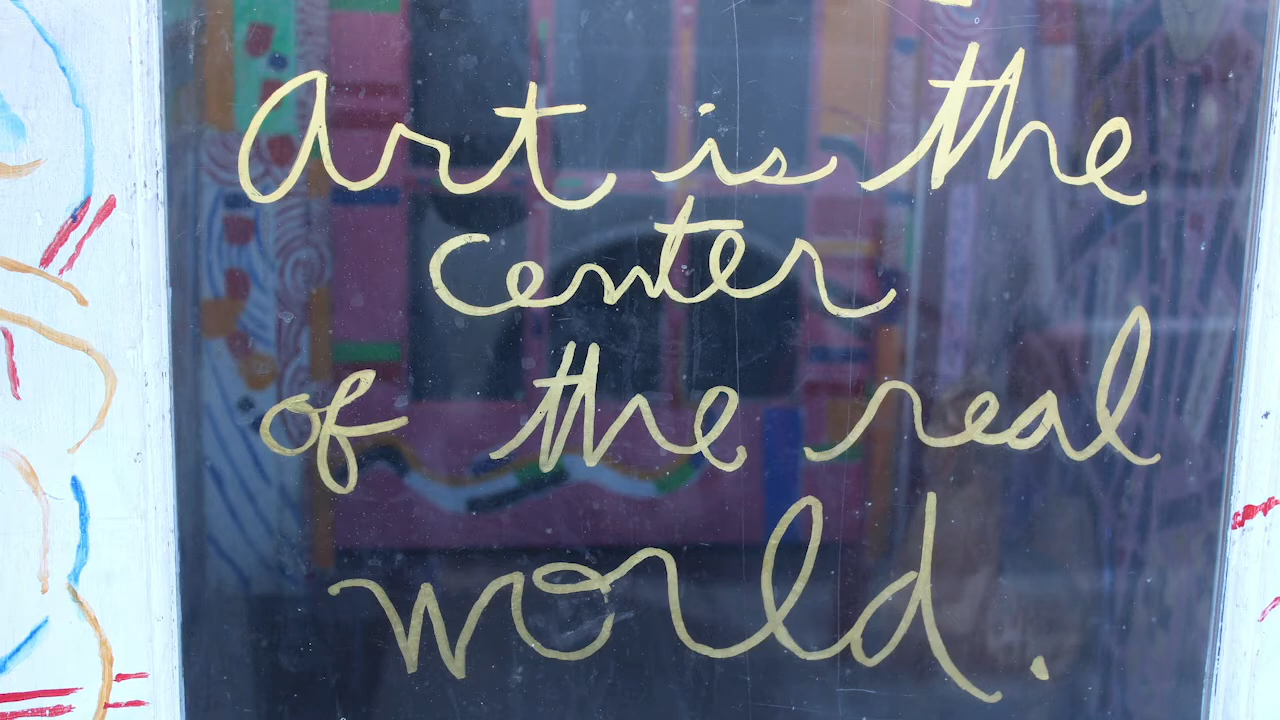 Art is the
center
of the real
world.